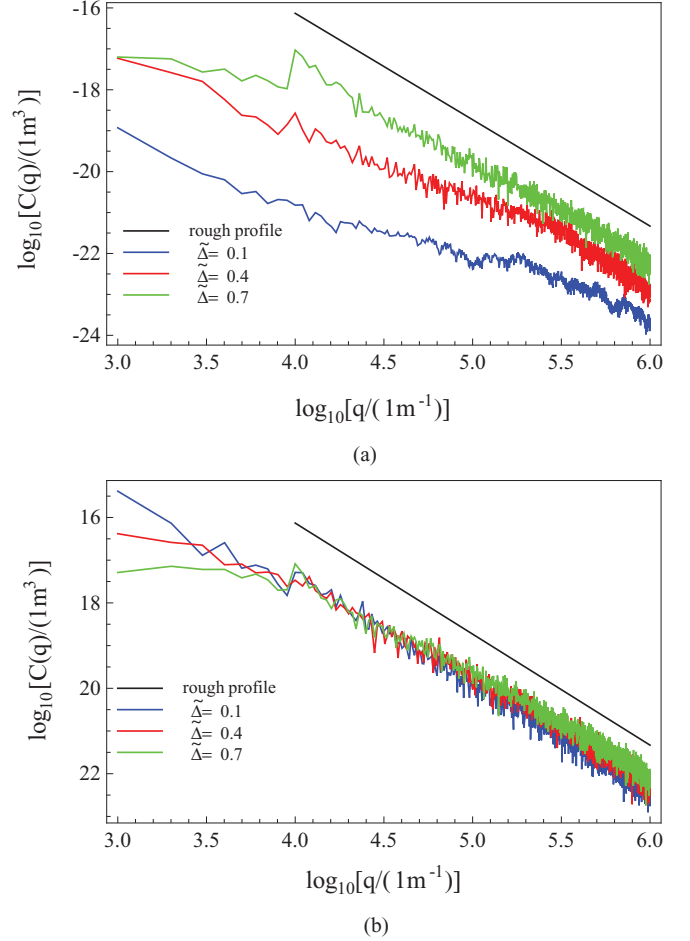 -16
-18
-20
-22
-24
log₁₀[C(q)/(1m³)]
rough profile
Δ̃= 0.1
Δ̃= 0.4
Δ̃= 0.7
3.0 3.5 4.0 4.5 5.0 5.5 6.0
log₁₀[q/( 1m⁻¹)]
(a)
16
18
20
22
log₁₀[C(q)/(1m³)]
rough profile
Δ̃= 0.1
Δ̃= 0.4
Δ̃= 0.7
3.0 3.5 4.0 4.5 5.0 5.5 6.0
log₁₀[q/( 1m⁻¹)]
(b)